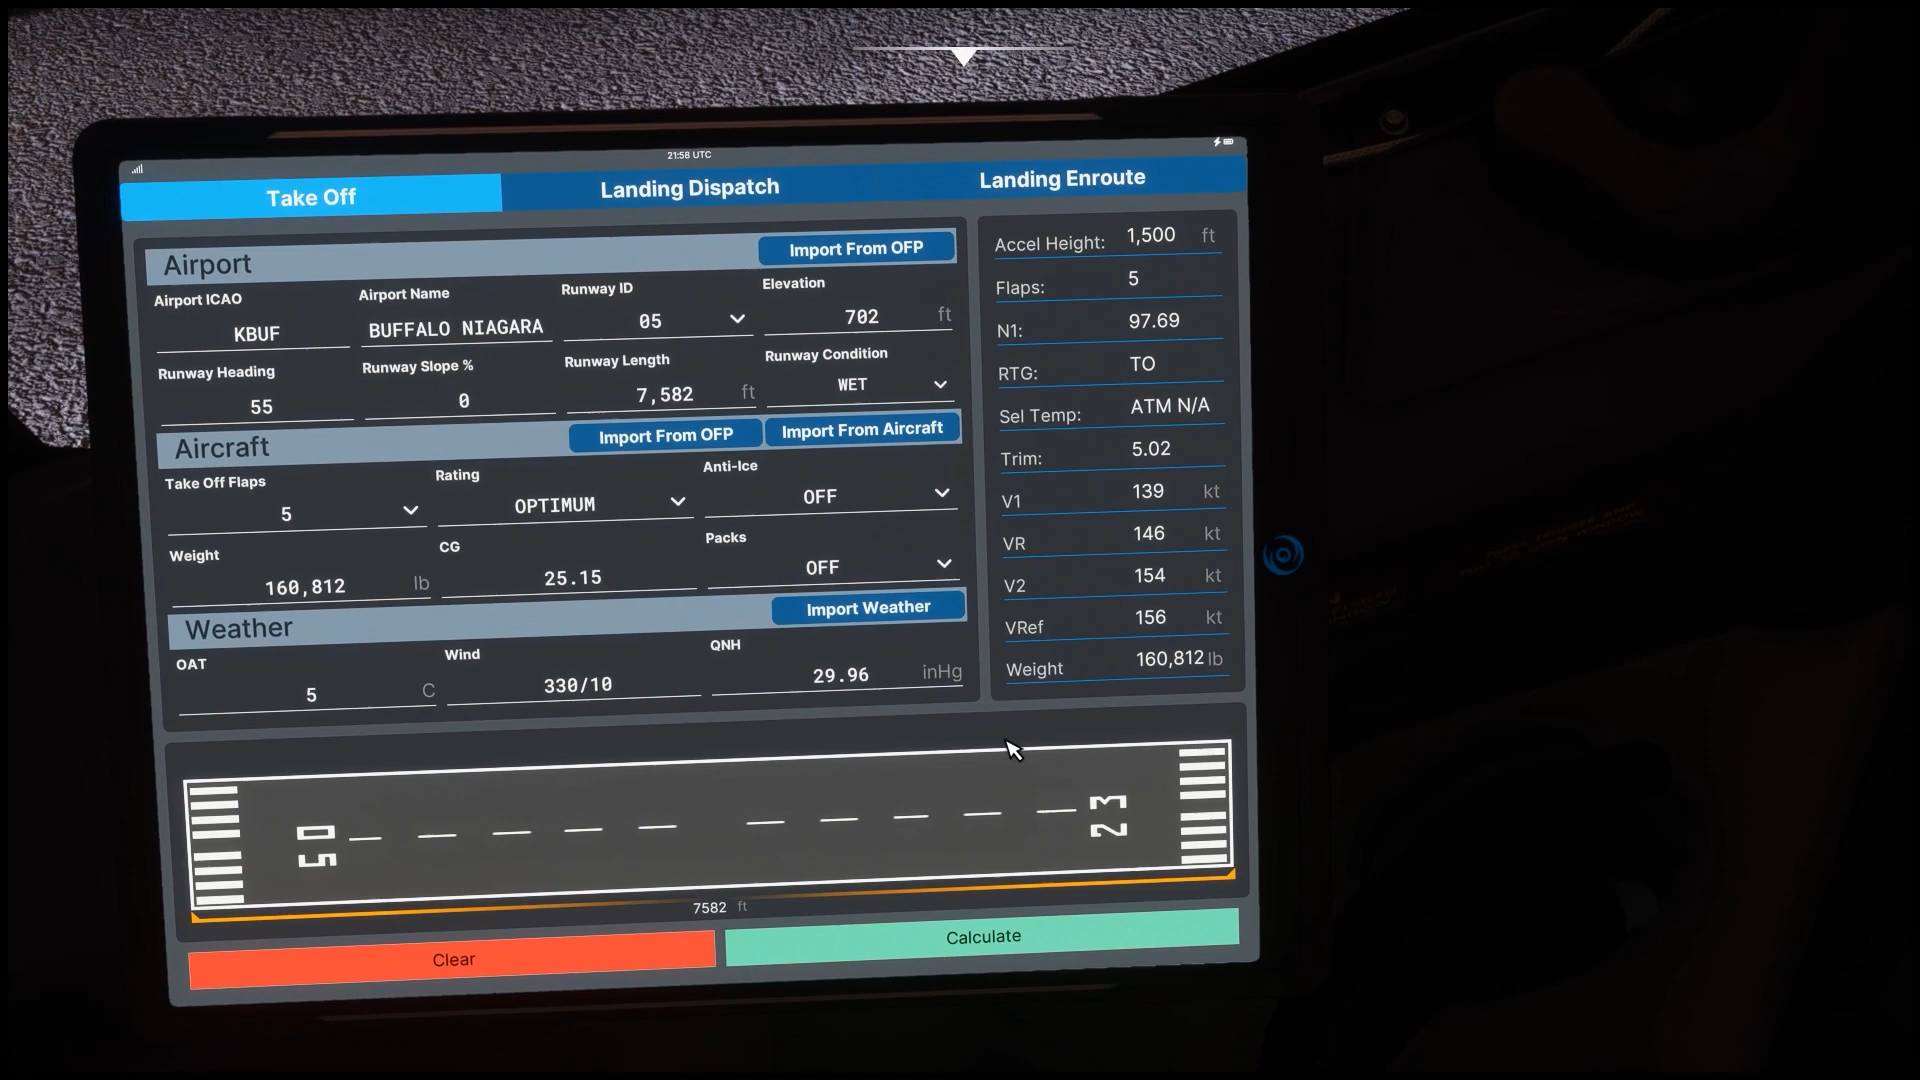 21:58 UTC
Take Off
Landing Dispatch
Landing Enroute
Airport
Import From OFP
Airport ICAO
Airport Name
Runway ID
Elevation
KBUF
BUFFALO NIAGARA
05
702 ft
Runway Heading
Runway Slope %
Runway Length
Runway Condition
55
0
7,582 ft
WET
Aircraft
Import From OFP
Import From Aircraft
Take Off Flaps
Rating
Anti-Ice
5
OPTIMUM
OFF
Weight
CG
Packs
160,812 lb
25.15
OFF
Weather
Import Weather
OAT
Wind
QNH
5 C
330/10
29.96 inHg
Accel Height: 1,500 ft
Flaps: 5
N1: 97.69
RTG: TO
Sel Temp: ATM N/A
Trim: 5.02
V1 139 kt
VR 146 kt
V2 154 kt
VRef 156 kt
Weight 160,812 lb
05
23
7582 ft
Clear
Calculate